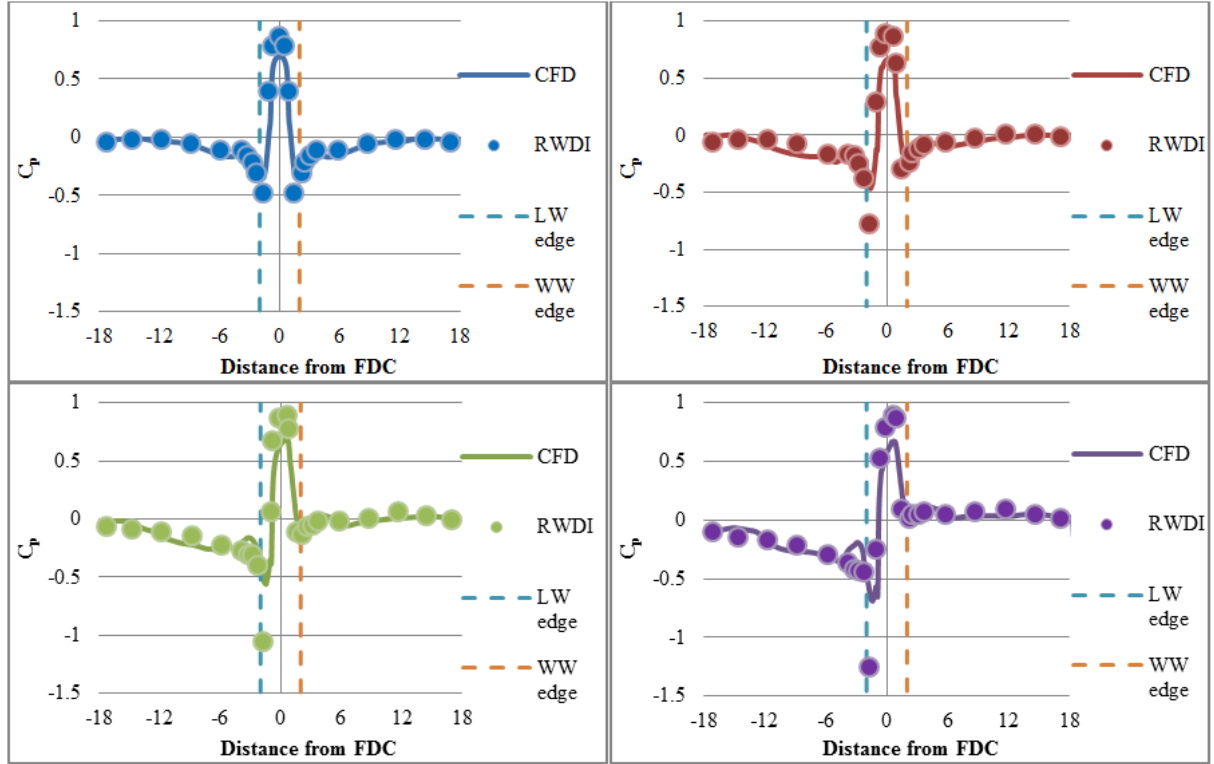 1
0.5
0
-0.5
-1
-1.5
Cp
-18 -12 -6 0 6 12 18
Distance from FDC
CFD
RWDI
LW
edge
WW
edge
1
0.5
0
-0.5
-1
-1.5
Cp
-18 -6 0 6 12 18
Distance from FDC
CFD
RWDI
LW
edge
WW
edge
1
0.5
0
-0.5
-1
-1.5
Cp
-18 -12 -6 0 6 12 18
Distance from FDC
CFD
RWDI
LW
edge
WW
edge
1
0.5
0
-0.5
-1
-1.5
Cp
-18 -6 0 6 12 18
Distance from FDC
CFD
RWDI
LW
edge
WW
edge